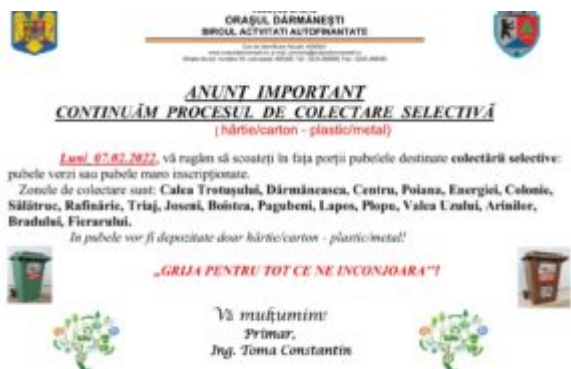 ORAȘUL DĂRMĂNEȘTI
BIROUL ACTIVITATI AUTOFINANTATE
ANUNȚ IMPORTANT
CONTINUĂM PROCESUL DE COLECTARE SELECTIVĂ
( hârtie/carton - plastic/metal)
Luni 07.02.2022, vă rugăm să scoateți în fața porții pubelele destinate colectării selective:
pubele verzi sau pubele maro inscripționate.
Zonele de colectare sunt: Calea Trotușului, Dărmăneasca, Centru, Poiana, Energiei, Colonie,
Sălătruc, Rafinărie, Triaj, Joseni, Boiștea, Pagubeni, Lapos, Plopu, Valea Uzului, Arinilor,
Bradului, Fierarului.
În pubele vor fi depozitate doar hârtie/carton - plastic/metal!
„GRIJA PENTRU TOT CE NE INCONJOARA”!
Vă mulțumim!
Primar,
Ing. Toma Constantin